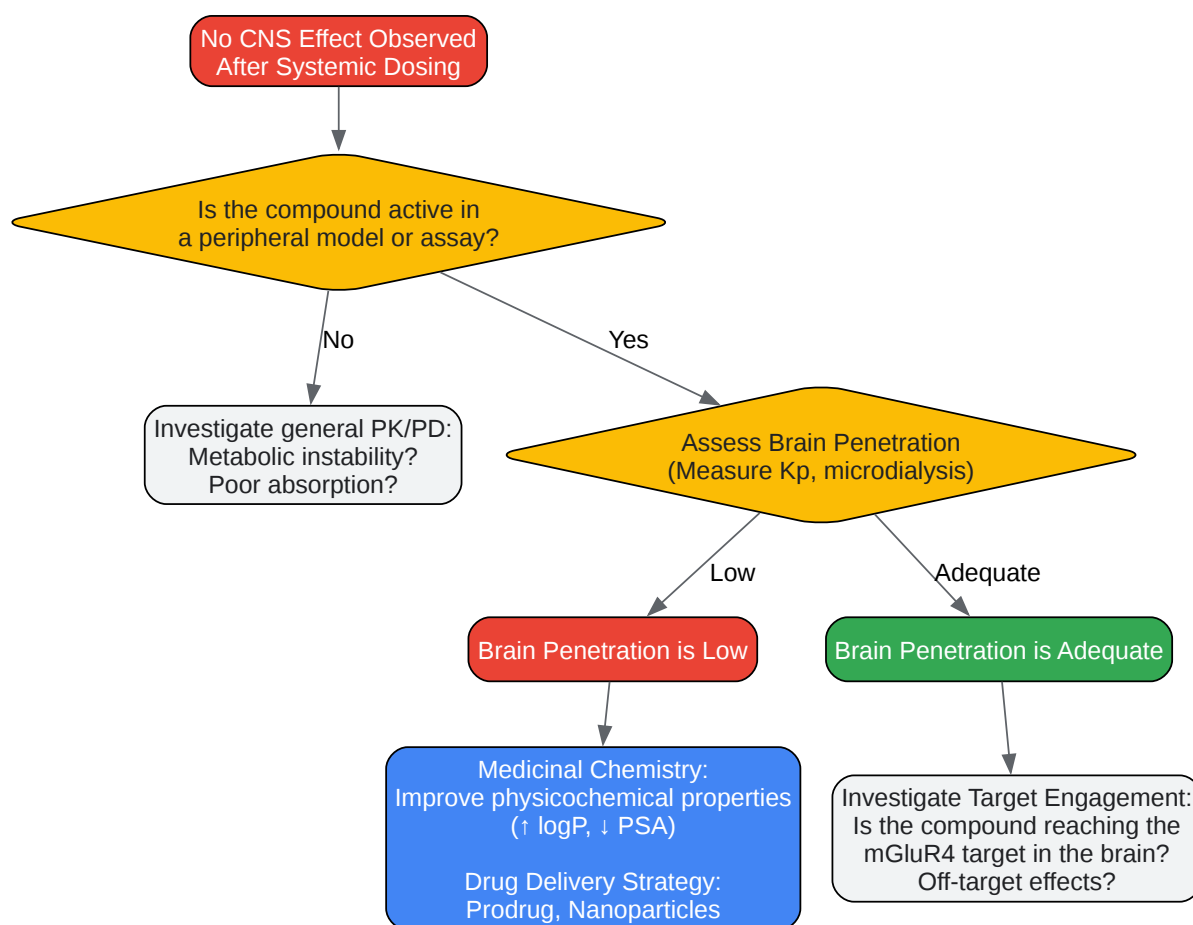 No CNS Effect Observed
After Systemic Dosing
Is the compound active in
a peripheral model or assay?
No
Yes
Investigate general PK/PD:
Metabolic instability?
Poor absorption?
Assess Brain Penetration
(Measure Kp, microdialysis)
Low
Adequate
Brain Penetration is Low
Brain Penetration is Adequate
Medicinal Chemistry:
Improve physicochemical properties
(↑ logP, ↓ PSA)
Drug Delivery Strategy:
Prodrug, Nanoparticles
Investigate Target Engagement:
Is the compound reaching the
mGluR4 target in the brain?
Off-target effects?